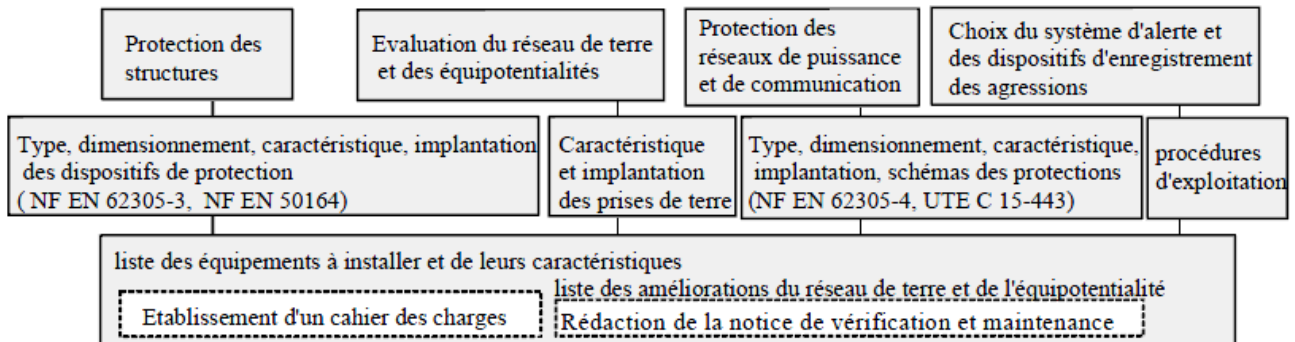 Protection des
structures
Evaluation du réseau de terre
et des équipotentialités
Protection des
réseaux de puissance
et de communication
Choix du système d'alerte et
des dispositifs d'enregistrement
des agressions
Type, dimensionnement, caractéristique, implantation
des dispositifs de protection
( NF EN 62305-3, NF EN 50164)
Caractéristique
et implantation
des prises de terre
Type, dimensionnement, caractéristique,
implantation, schémas des protections
(NF EN 62305-4, UTE C 15-443)
procédures
d'exploitation
liste des équipements à installer et de leurs caractéristiques
liste des améliorations du réseau de terre et de l'équipotentialité
Etablissement d'un cahier des charges
Rédaction de la notice de vérification et maintenance